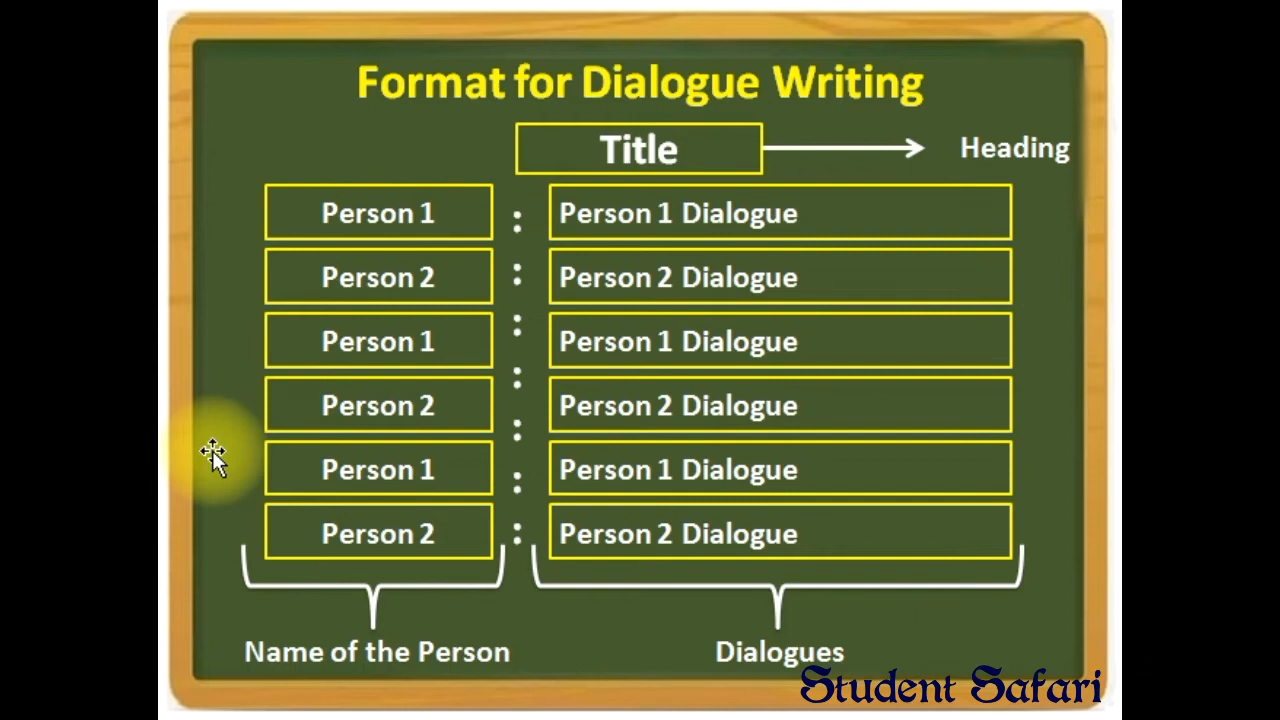 Format for Dialogue Writing
Title Heading
Person 1 : Person 1 Dialogue
Person 2 : Person 2 Dialogue
Person 1 : Person 1 Dialogue
Person 2 : Person 2 Dialogue
Person 1 : Person 1 Dialogue
Person 2 : Person 2 Dialogue
Name of the Person Dialogues
Student Safari